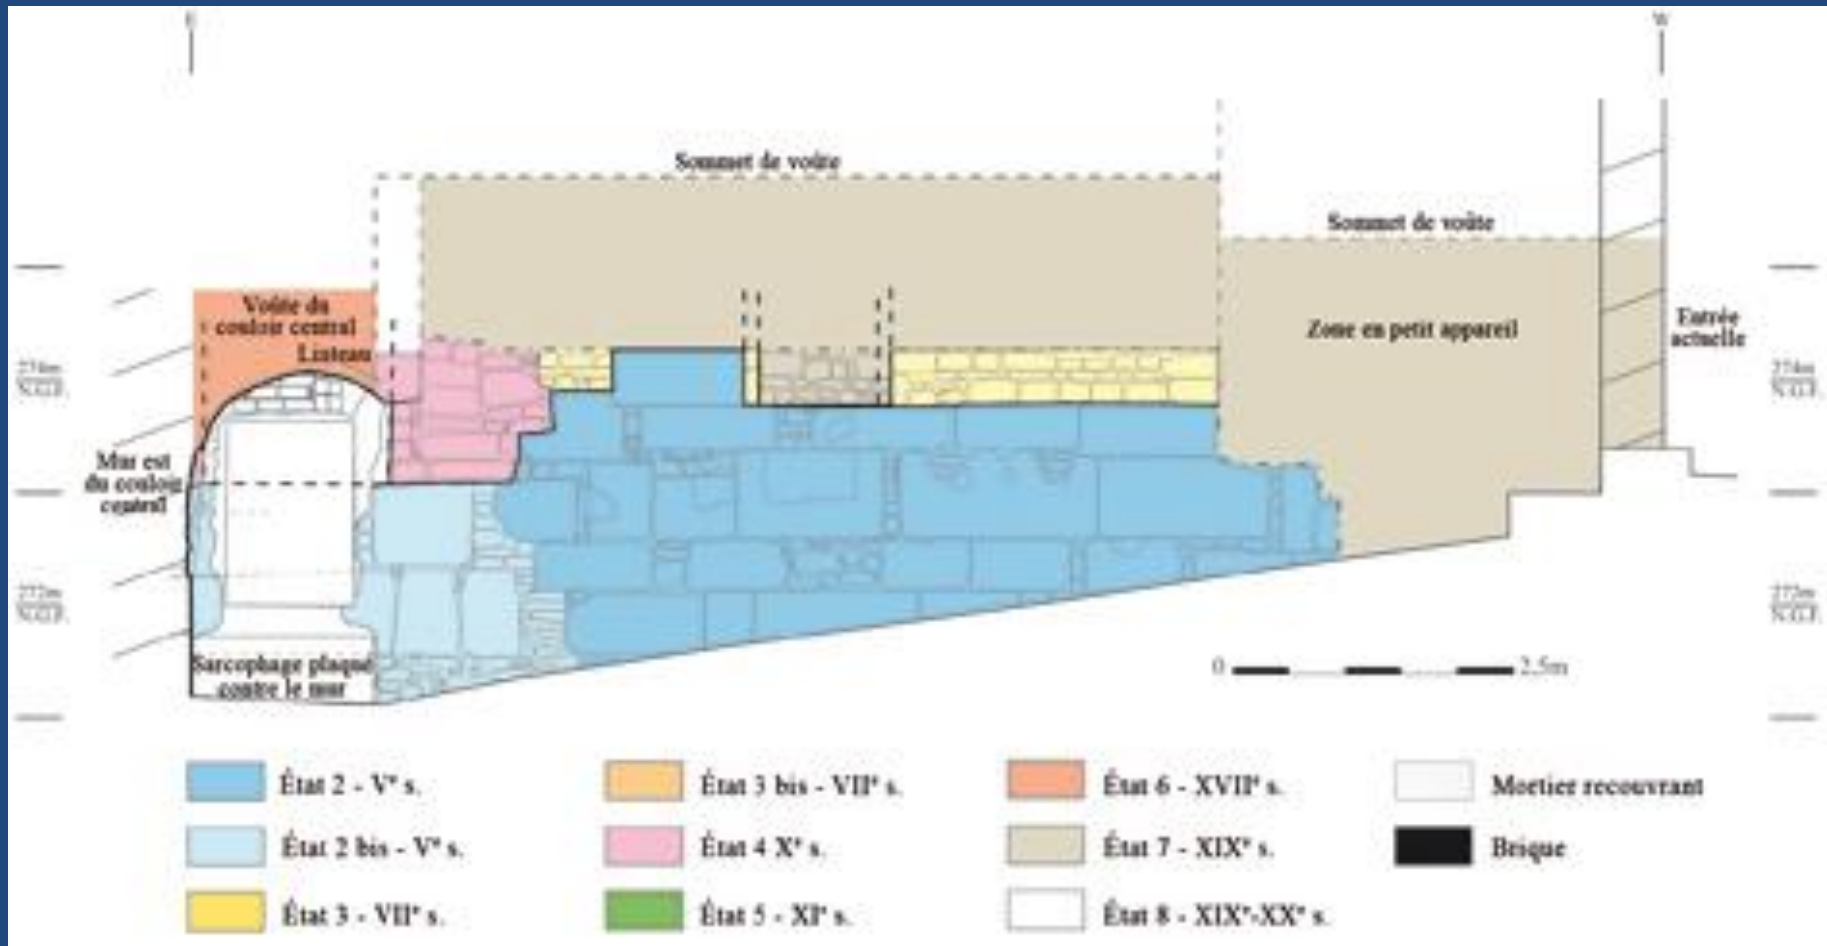 E
W
Sommet de voûte
Sommet de voûte
Voûte du
couloir central
Linteau
Zone en petit appareil
Entrée
actuelle
274m
N.G.F.
274m
N.G.F.
Mur est
du couloir
central
272m
N.G.F.
272m
N.G.F.
Sarcophage plaqué
contre le mur
0
2,5m
État 2 - Vᵉ s.
État 3 bis - VIIᵉ s.
État 6 - XVIIᵉ s.
Mortier recouvrant
État 2 bis - Vᵉ s.
État 4 Xᵉ s.
État 7 - XIXᵉ s.
Brique
État 3 - VIIᵉ s.
État 5 - XIᵉ s.
État 8 - XIXᵉ-XXᵉ s.